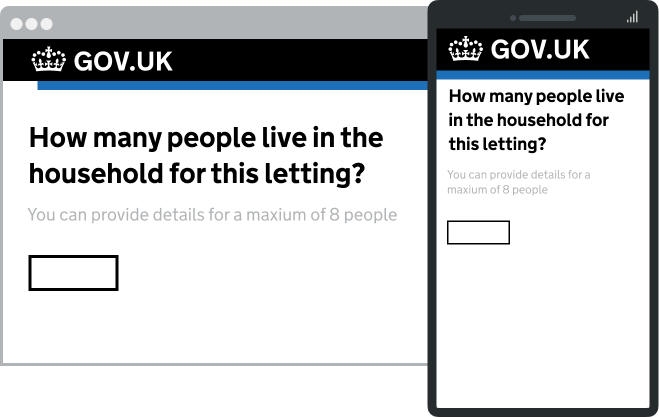 GOV.UK
How many people live in the
household for this letting?
You can provide details for a maxium of 8 people
GOV.UK
How many people live
in the household for
this letting?
You can provide details for a
maxium of 8 people